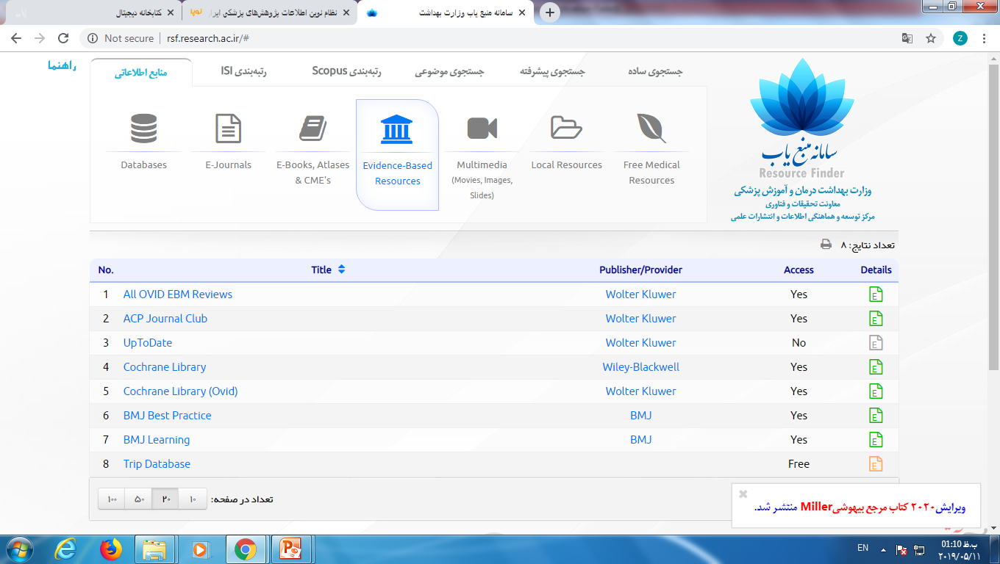 کتابخانه دیجیتال
نظام نوین اطلاعات پژوهش‌های پزشکی ایرا
نوپا
سامانه منبع یاب وزارت بهداشت
Not secure
rsf.research.ac.ir/#
Z
راهنما
منابع اطلاعاتی
رتبه‌بندی ISI
رتبه‌بندی Scopus
جستجوی موضوعی
جستجوی پیشرفته
جستجوی ساده
Databases
E-Journals
E-Books, Atlases
& CME's
Evidence-Based
Resources
Multimedia
(Movies, Images,
Slides)
Local Resources
Free Medical
Resources
سامانه منبع یاب
Resource Finder
وزارت بهداشت درمان و آموزش پزشکی
معاونت تحقیقات و فناوری
مرکز توسعه و هماهنگی اطلاعات و انتشارات علمی
تعداد نتایج: ۸
No. Title Publisher/Provider Access Details
1 All OVID EBM Reviews Wolter Kluwer Yes E
2 ACP Journal Club Wolter Kluwer Yes E
3 UpToDate Wolter Kluwer No E
4 Cochrane Library Wiley-Blackwell Yes E
5 Cochrane Library (Ovid) Wolter Kluwer Yes E
6 BMJ Best Practice BMJ Yes E
7 BMJ Learning BMJ Yes E
8 Trip Database Free E
تعداد در صفحه: ۱۰ ۲۰ ۵۰ ۱۰۰
ویرایش۲۰۲۰ کتاب مرجع بیهوشیMiller منتشر شد.
EN
01:10 ب.ظ
۲۰۱۹/۰۵/۱۱